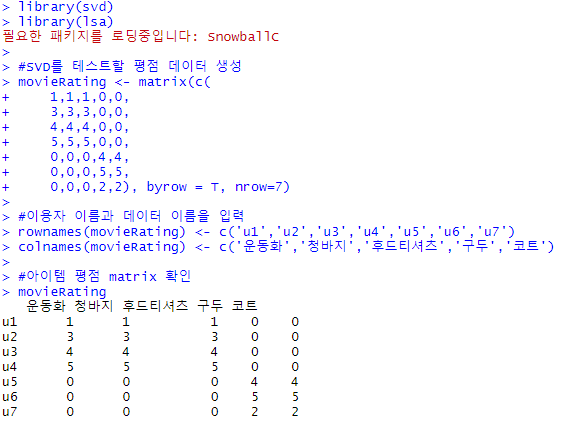 > library(svd)
> library(lsa)
필요한 패키지를 로딩중입니다: SnowballC
>
> #SVD를 테스트할 평점 데이터 생성
> movieRating <- matrix(c(
+     1,1,1,0,0,
+     3,3,3,0,0,
+     4,4,4,0,0,
+     5,5,5,0,0,
+     0,0,0,4,4,
+     0,0,0,5,5,
+     0,0,0,2,2), byrow = T, nrow=7)
>
> #이용자 이름과 데이터 이름을 입력
> rownames(movieRating) <- c('u1','u2','u3','u4','u5','u6','u7')
> colnames(movieRating) <- c('운동화','청바지','후드티셔츠','구두','코트')
>
> #아이템 평점 matrix 확인
> movieRating
   운동화 청바지 후드티셔츠 구두 코트
u1      1      1          1    0    0
u2      3      3          3    0    0
u3      4      4          4    0    0
u4      5      5          5    0    0
u5      0      0          0    4    4
u6      0      0          0    5    5
u7      0      0          0    2    2